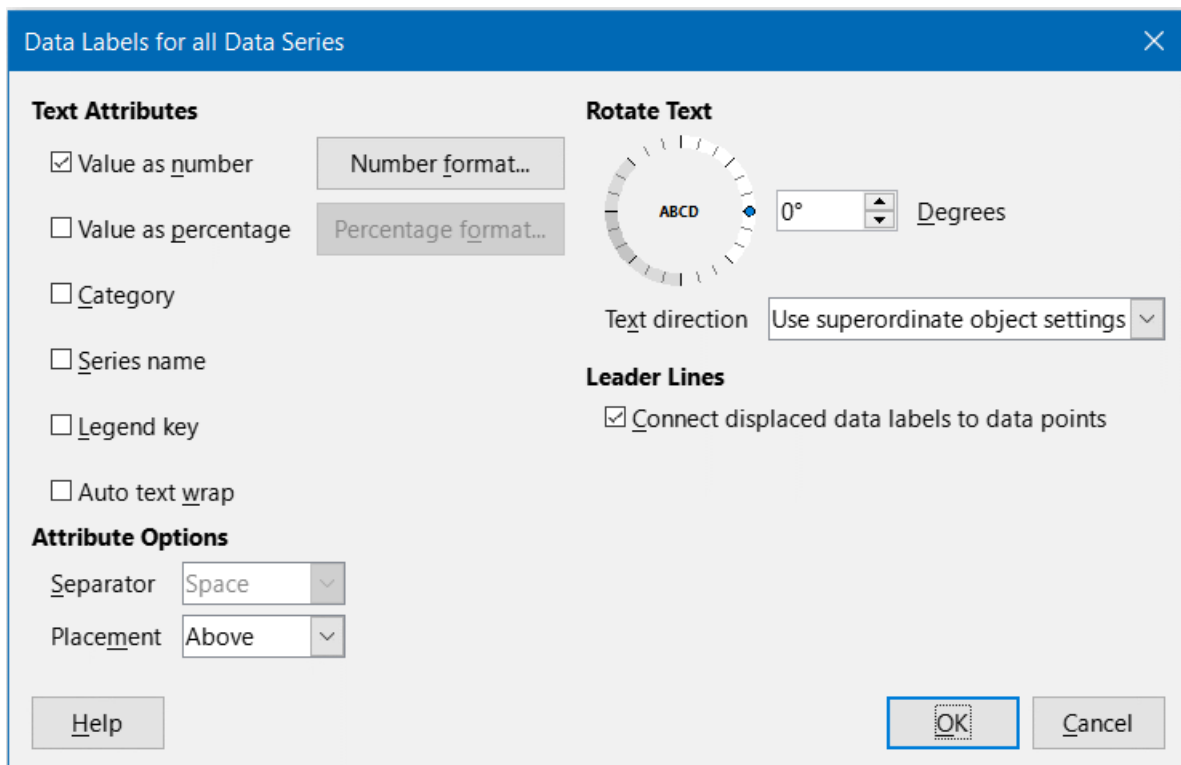 Data Labels for all Data Series
Text Attributes
Value as number
Number format...
Value as percentage
Percentage format...
Category
Series name
Legend key
Auto text wrap
Attribute Options
Separator
Space
Placement
Above
Rotate Text
ABCD
0°
Degrees
Text direction
Use superordinate object settings
Leader Lines
Connect displaced data labels to data points
Help
OK
Cancel